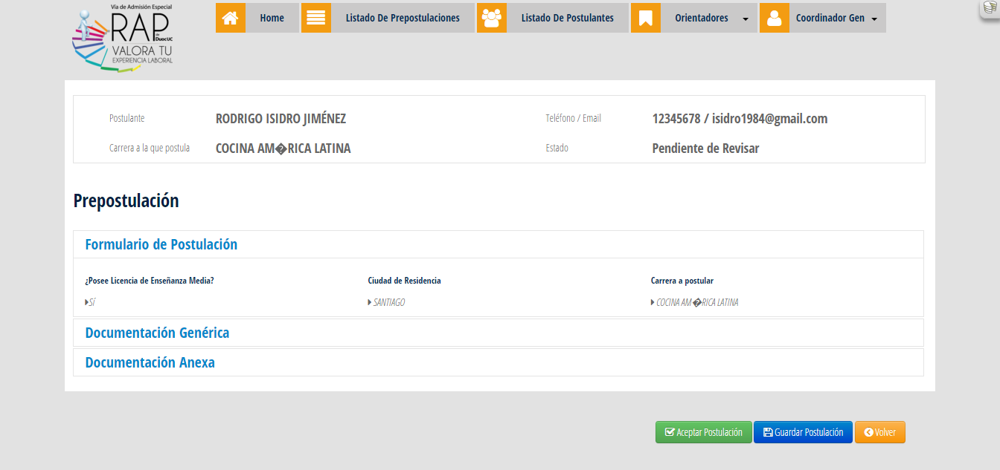 Vía de Admisión Especial
RAP
de
DuocUC
VALORA TU
EXPERIENCIA LABORAL
Home
Listado De Prepostulaciones
Listado De Postulantes
Orientadores
Coordinador Gen
Postulante
RODRIGO ISIDRO JIMÉNEZ
Teléfono / Email
12345678 / isidro1984@gmail.com
Carrera a la que postula
COCINA AM�RICA LATINA
Estado
Pendiente de Revisar
Prepostulación
Formulario de Postulación
¿Posee Licencia de Enseñanza Media?
Ciudad de Residencia
Carrera a postular
SÍ
SANTIAGO
COCINA AM�RICA LATINA
Documentación Genérica
Documentación Anexa
Aceptar Postulación
Guardar Postulación
Volver